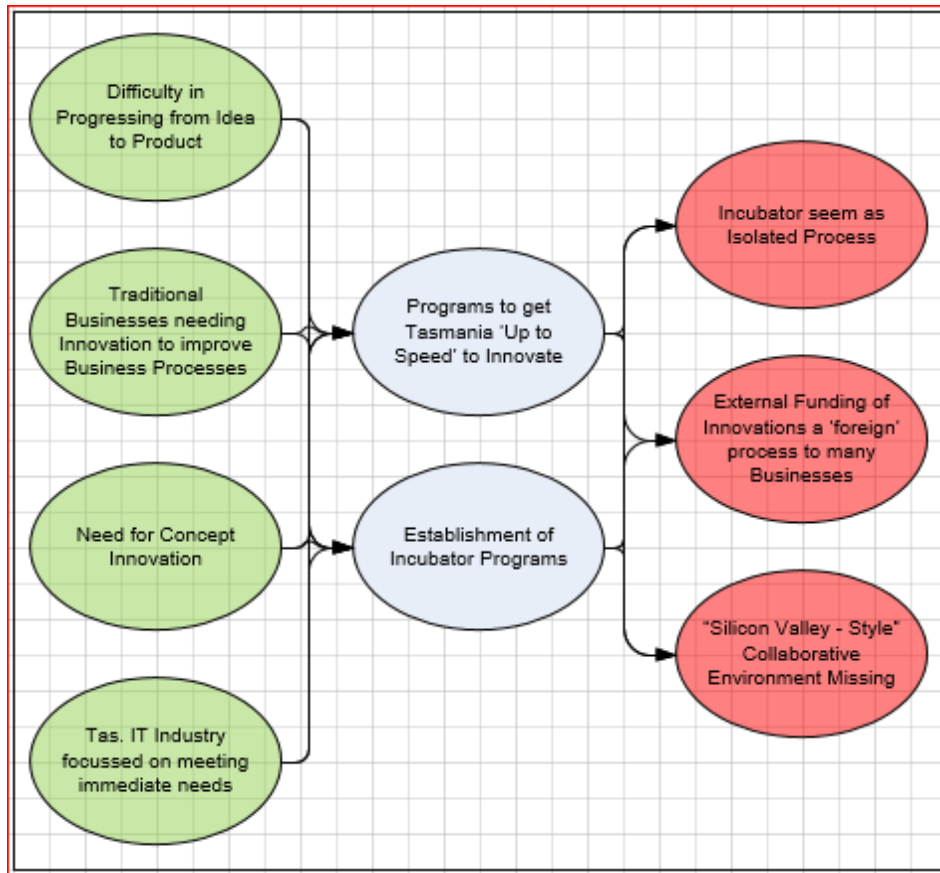 Difficulty in
Progressing from Idea
to Product
Traditional
Businesses needing
Innovation to improve
Business Processes
Need for Concept
Innovation
Tas. IT Industry
focussed on meeting
immediate needs
Programs to get
Tasmania 'Up to
Speed' to Innovate
Establishment of
Incubator Programs
Incubator seem as
Isolated Process
External Funding of
Innovations a 'foreign'
process to many
Businesses
"Silicon Valley - Style"
Collaborative
Environment Missing